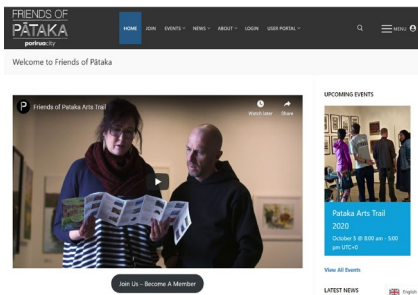 FRIENDS OF
PĀTAKA
poriruacity
HOME JOIN EVENTS NEWS ABOUT LOGIN USER PORTAL MENU
Welcome to Friends of Pātaka
UPCOMING EVENTS
P Friends of Pataka Arts Trail
Watch later Share
Pataka Arts Trail
2020
October 3 @ 8:00 am - 5:00
pm UTC+0
View All Events
Join Us – Become A Member
LATEST NEWS
English